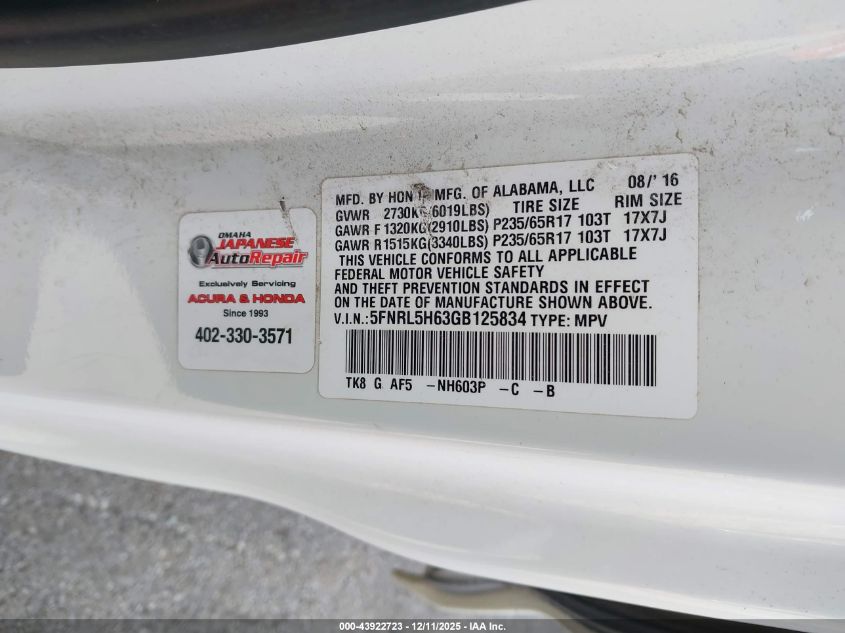 OMAHA
JAPANESE
AutoRepair
Exclusively Servicing
ACURA & HONDA
Since 1993
402-330-3571
MFD. BY MFG. OF ALABAMA, LLC 08/'16
GVWR 2730KG(6019LBS) TIRE SIZE RIM SIZE
GAWR F 1320KG(2910LBS) P235/65R17 103T 17X7J
GAWR R 1515KG(3340LBS) P235/65R17 103T 17X7J
THIS VEHICLE CONFORMS TO ALL APPLICABLE
FEDERAL MOTOR VEHICLE SAFETY
AND THEFT PREVENTION STANDARDS IN EFFECT
ON THE DATE OF MANUFACTURE SHOWN ABOVE.
V.I.N.:5FNRL5H63GB125834 TYPE: MPV
TK8 G AF5 -NH603P -C -B
000-43922723 - 12/11/2025 - IAA Inc.